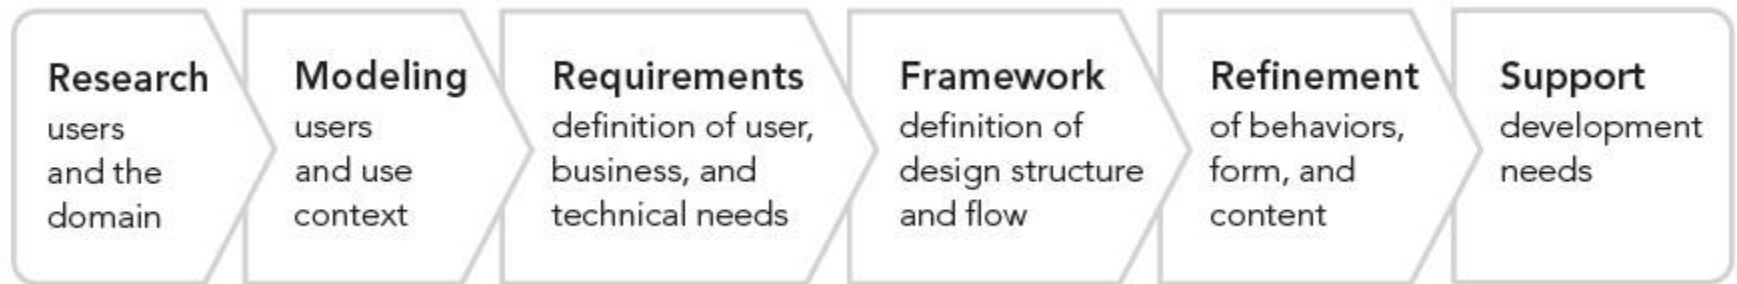 Research
users
and the
domain
Modeling
users
and use
context
Requirements
definition of user,
business, and
technical needs
Framework
definition of
design structure
and flow
Refinement
of behaviors,
form, and
content
Support
development
needs